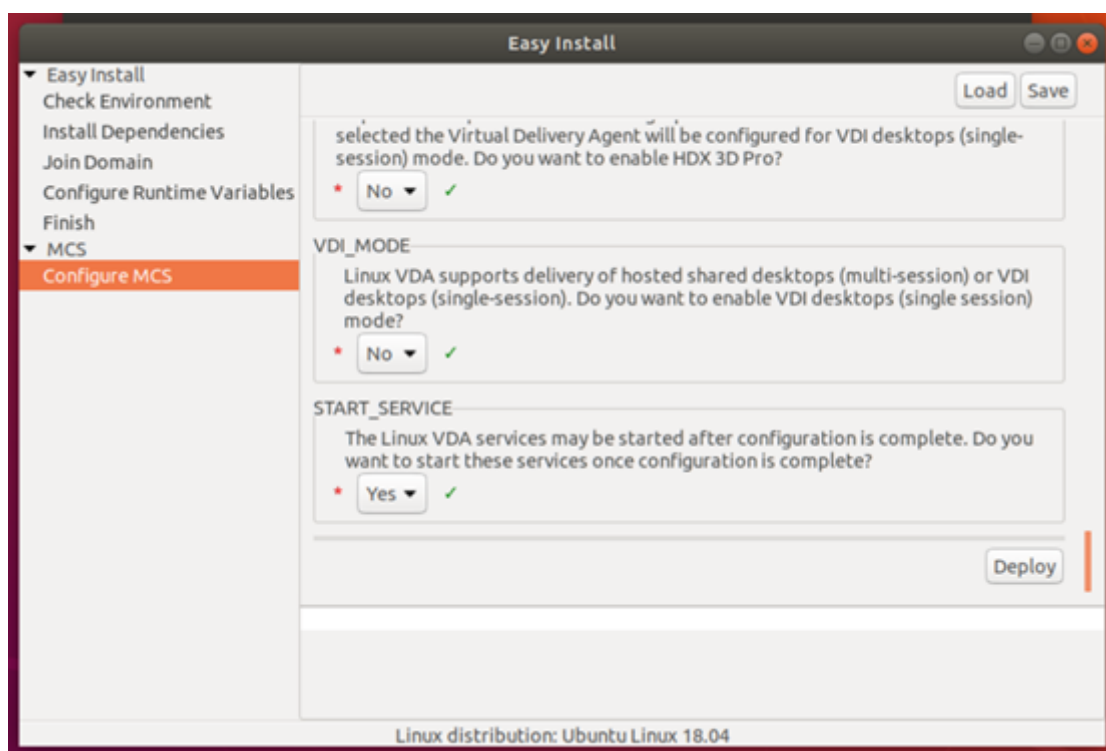 Easy Install
Easy Install
Check Environment
Install Dependencies
Join Domain
Configure Runtime Variables
Finish
MCS
Configure MCS
Load Save
selected the Virtual Delivery Agent will be configured for VDI desktops (single-
session) mode. Do you want to enable HDX 3D Pro?
* No ✓
VDI_MODE
Linux VDA supports delivery of hosted shared desktops (multi-session) or VDI
desktops (single-session). Do you want to enable VDI desktops (single session)
mode?
* No ✓
START_SERVICE
The Linux VDA services may be started after configuration is complete. Do you
want to start these services once configuration is complete?
* Yes ✓
Deploy
Linux distribution: Ubuntu Linux 18.04